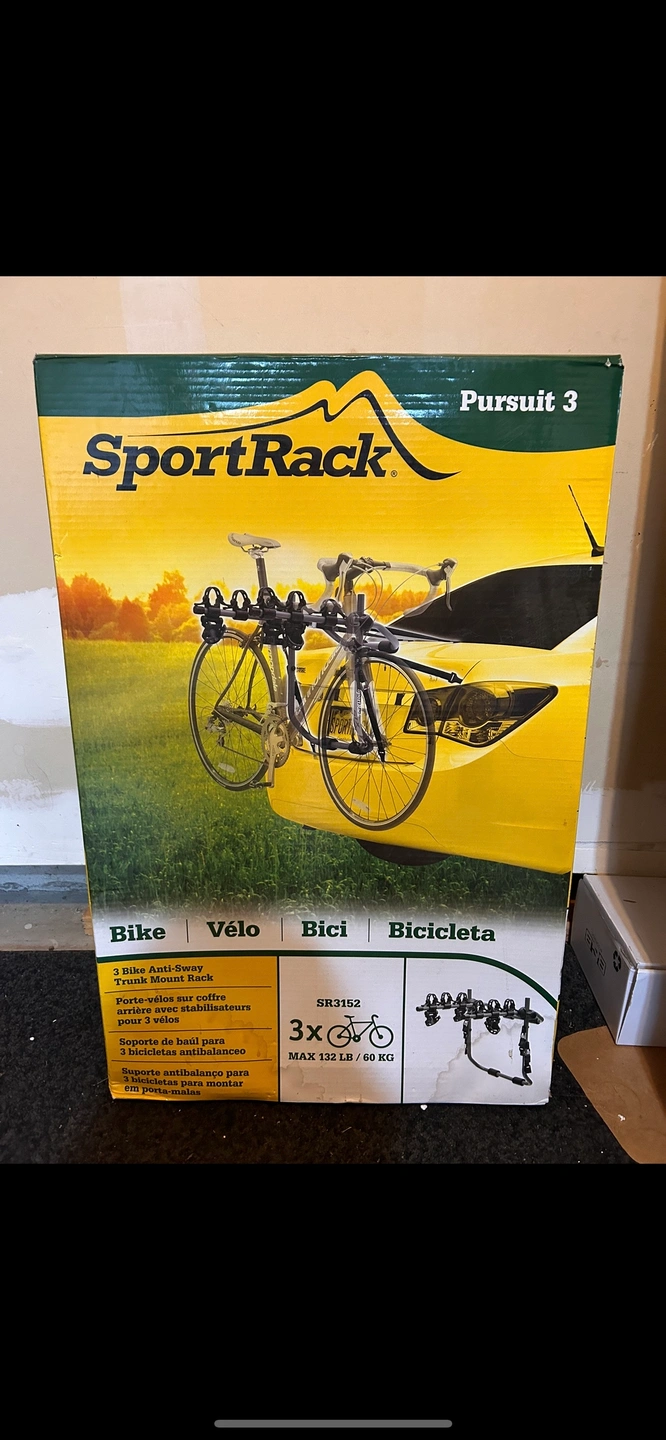 Pursuit 3
SportRack®
Bike | Vélo | Bici | Bicicleta
3 Bike Anti-Sway
Trunk Mount Rack
Porte-vélos sur coffre
arrière avec stabilisateurs
pour 3 vélos
Soporte de baúl para
3 bicicletas antibalanceo
Suporte antibalanço para
3 bicicletas para montar
em porta-malas
SR3152
3x
MAX 132 LB / 60 KG